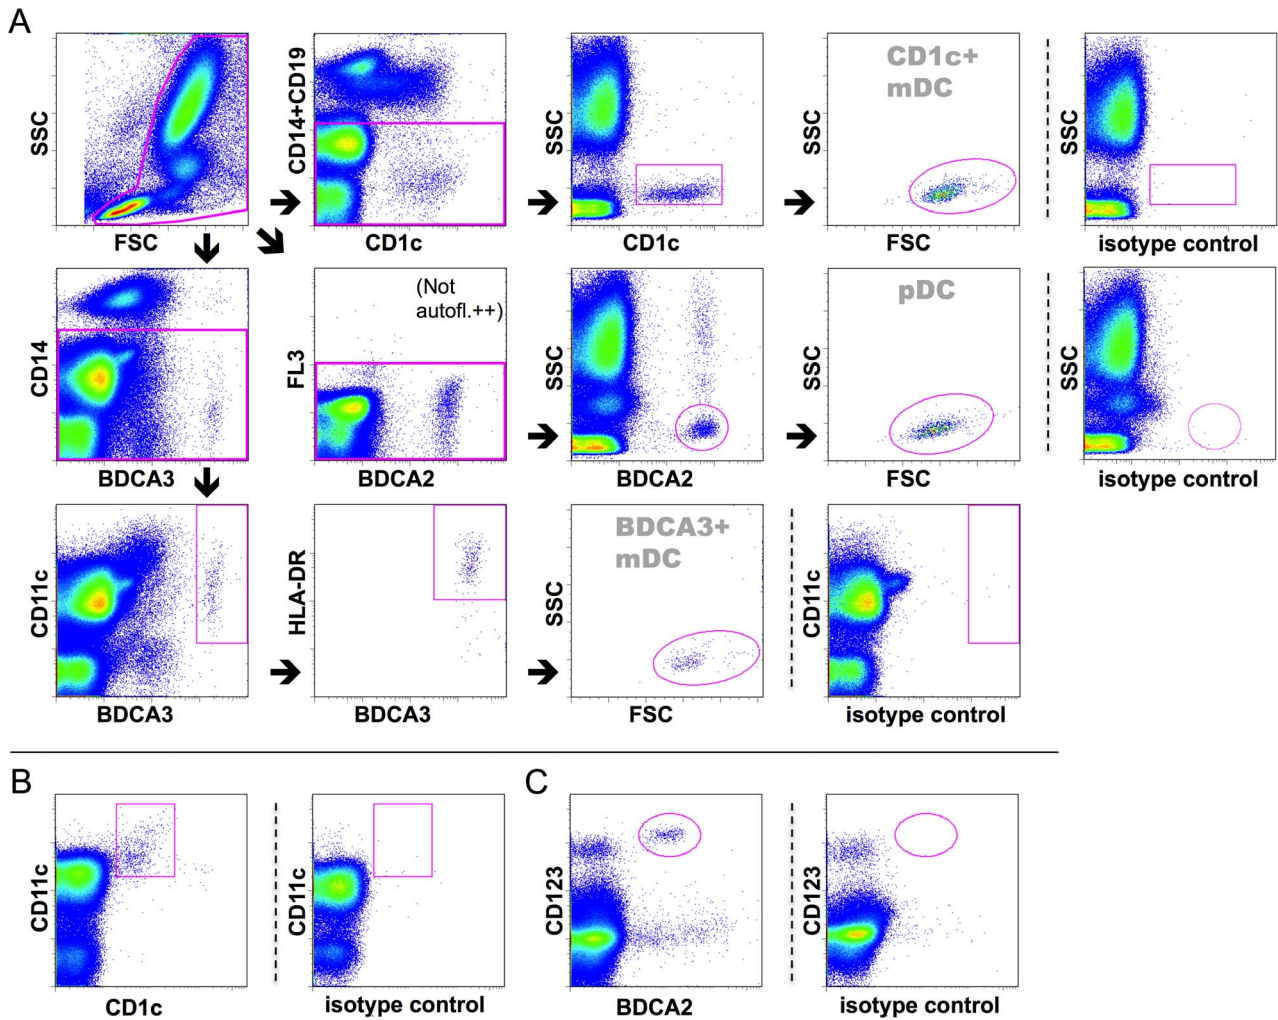 A
SSC
FSC
CD14+CD19
CD1c
SSC
CD1c
CD1c+
mDC
SSC
FSC
SSC
isotype control
CD14
BDCA3
(Not
autofl.++)
FL3
BDCA2
SSC
BDCA2
pDC
SSC
FSC
SSC
isotype control
CD11c
BDCA3
HLA-DR
BDCA3
BDCA3+
mDC
SSC
FSC
CD11c
isotype control
B
CD11c
CD1c
CD11c
isotype control
C
CD123
BDCA2
CD123
isotype control